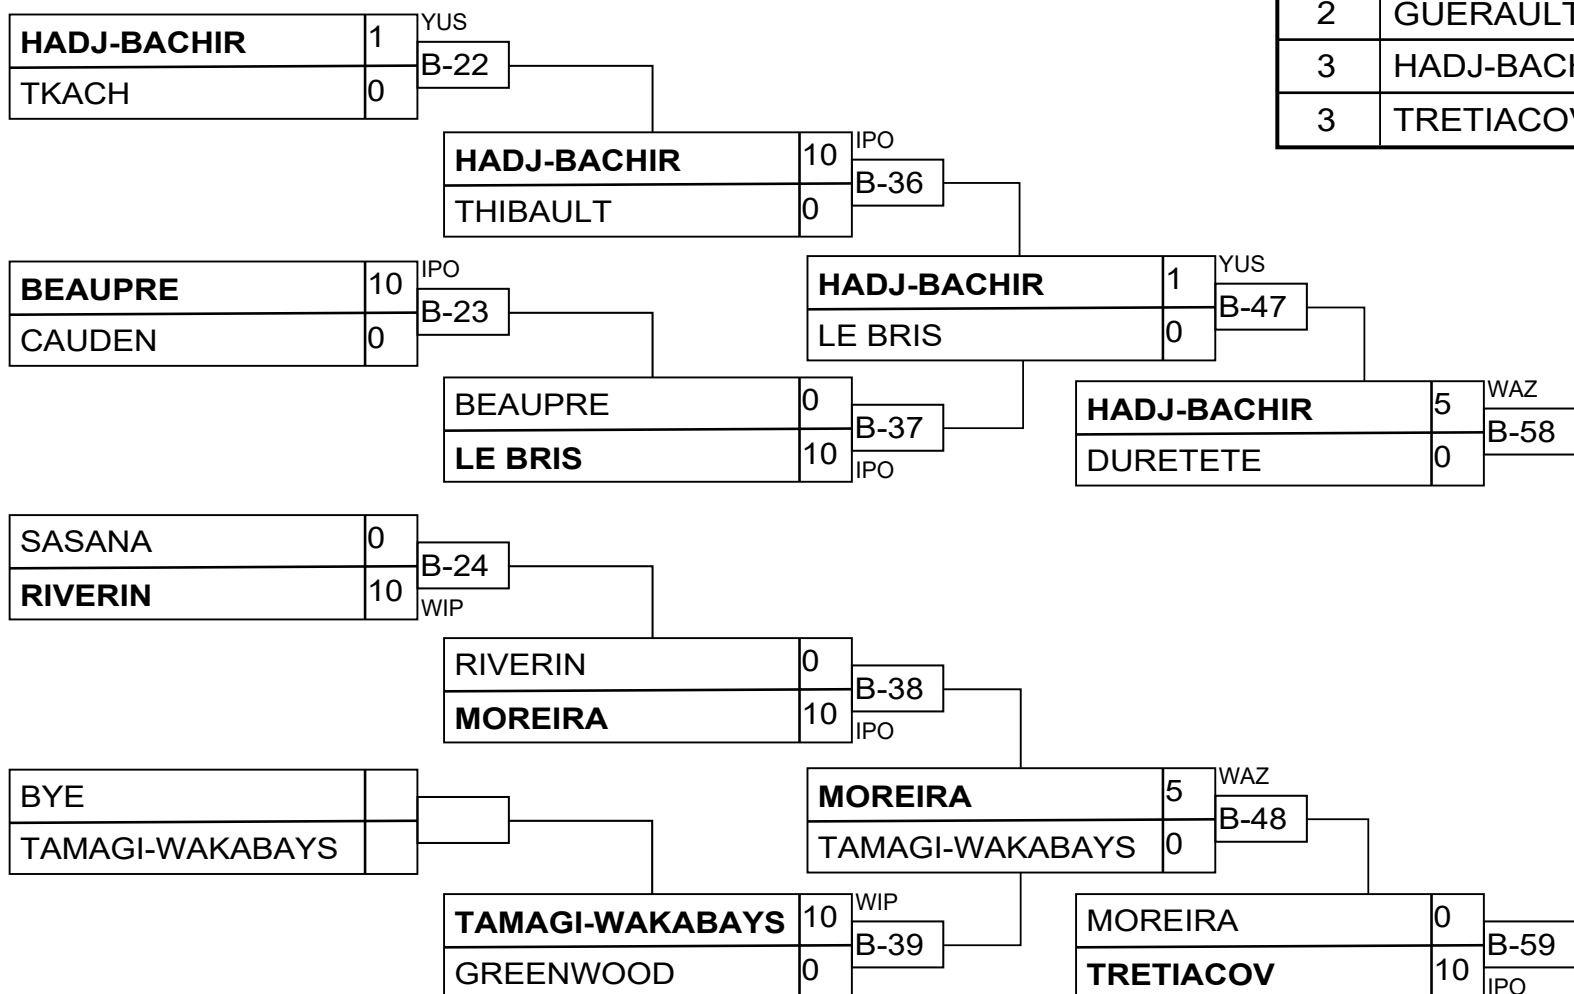 2 GUERAULT
3 HADJ-BACH
3 TRETIACOV
HADJ-BACHIR 1 YUS
B-22
TKACH 0
HADJ-BACHIR 10 IPO
B-36
THIBAULT 0
BEAUPRE 10 IPO
B-23
CAUDEN 0
HADJ-BACHIR 1 YUS
B-47
LE BRIS 0
BEAUPRE 0
B-37
LE BRIS 10 IPO
HADJ-BACHIR 5 WAZ
B-58
DURETETE 0
SASANA 0
B-24
RIVERIN 10 WIP
RIVERIN 0
B-38
MOREIRA 10 IPO
BYE
TAMAGI-WAKABAYS
MOREIRA 5 WAZ
B-48
TAMAGI-WAKABAYS 0
TAMAGI-WAKABAYS 10 WIP
B-39
GREENWOOD 0
MOREIRA 0
B-59
TRETIACOV 10 IPO